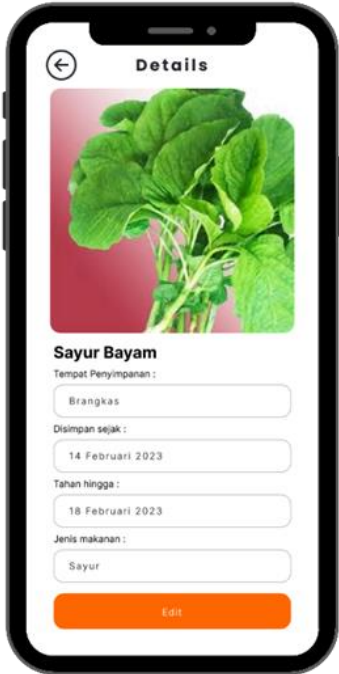 Details
Sayur Bayam
Tempat Penyimpanan :
Brangkas
Disimpan sejak :
14 Februari 2023
Tahan hingga :
18 Februari 2023
Jenis makanan :
Sayur
Edit